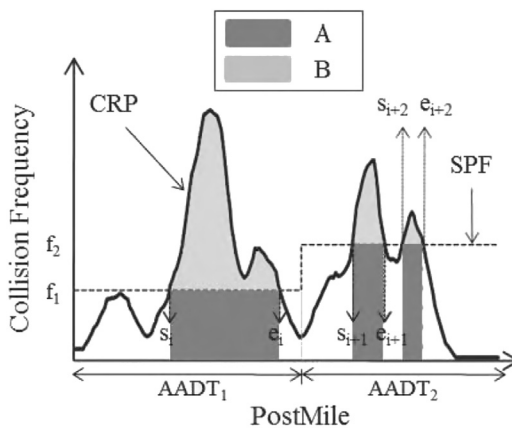 A
B
CRP
s_{i+2} e_{i+2}
SPF
Collision Frequency
f_2
f_1
s_i e_i s_{i+1} e_{i+1}
AADT_1 AADT_2
PostMile